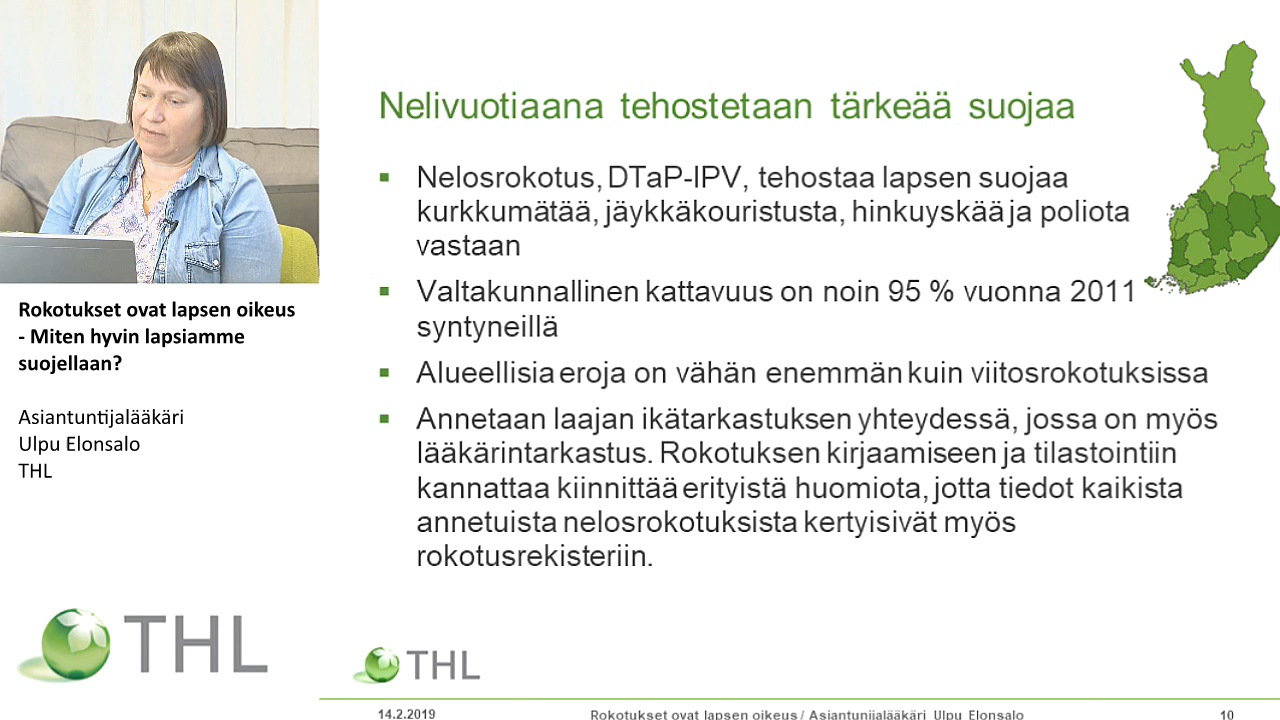 Rokotukset ovat lapsen oikeus
- Miten hyvin lapsiamme
suojellaan?
Asiantuntijalääkäri
Ulpu Elonsalo
THL
THL
Nelivuotiaana tehostetaan tärkeää suojaa
▪ Nelosrokotus, DTaP-IPV, tehostaa lapsen suojaa
kurkkumätää, jäykkäkouristusta, hinkuyskää ja poliota
vastaan
▪ Valtakunnallinen kattavuus on noin 95 % vuonna 2011
syntyneillä
▪ Alueellisia eroja on vähän enemmän kuin viitosrokotuksissa
▪ Annetaan laajan ikätarkastuksen yhteydessä, jossa on myös
lääkärintarkastus. Rokotuksen kirjaamiseen ja tilastointiin
kannattaa kiinnittää erityistä huomiota, jotta tiedot kaikista
annetuista nelosrokotuksista kertyisivät myös
rokotusrekisteriin.
THL
14.2.2019 Rokotukset ovat lapsen oikeus / Asiantunijalääkäri Ulpu Elonsalo 10